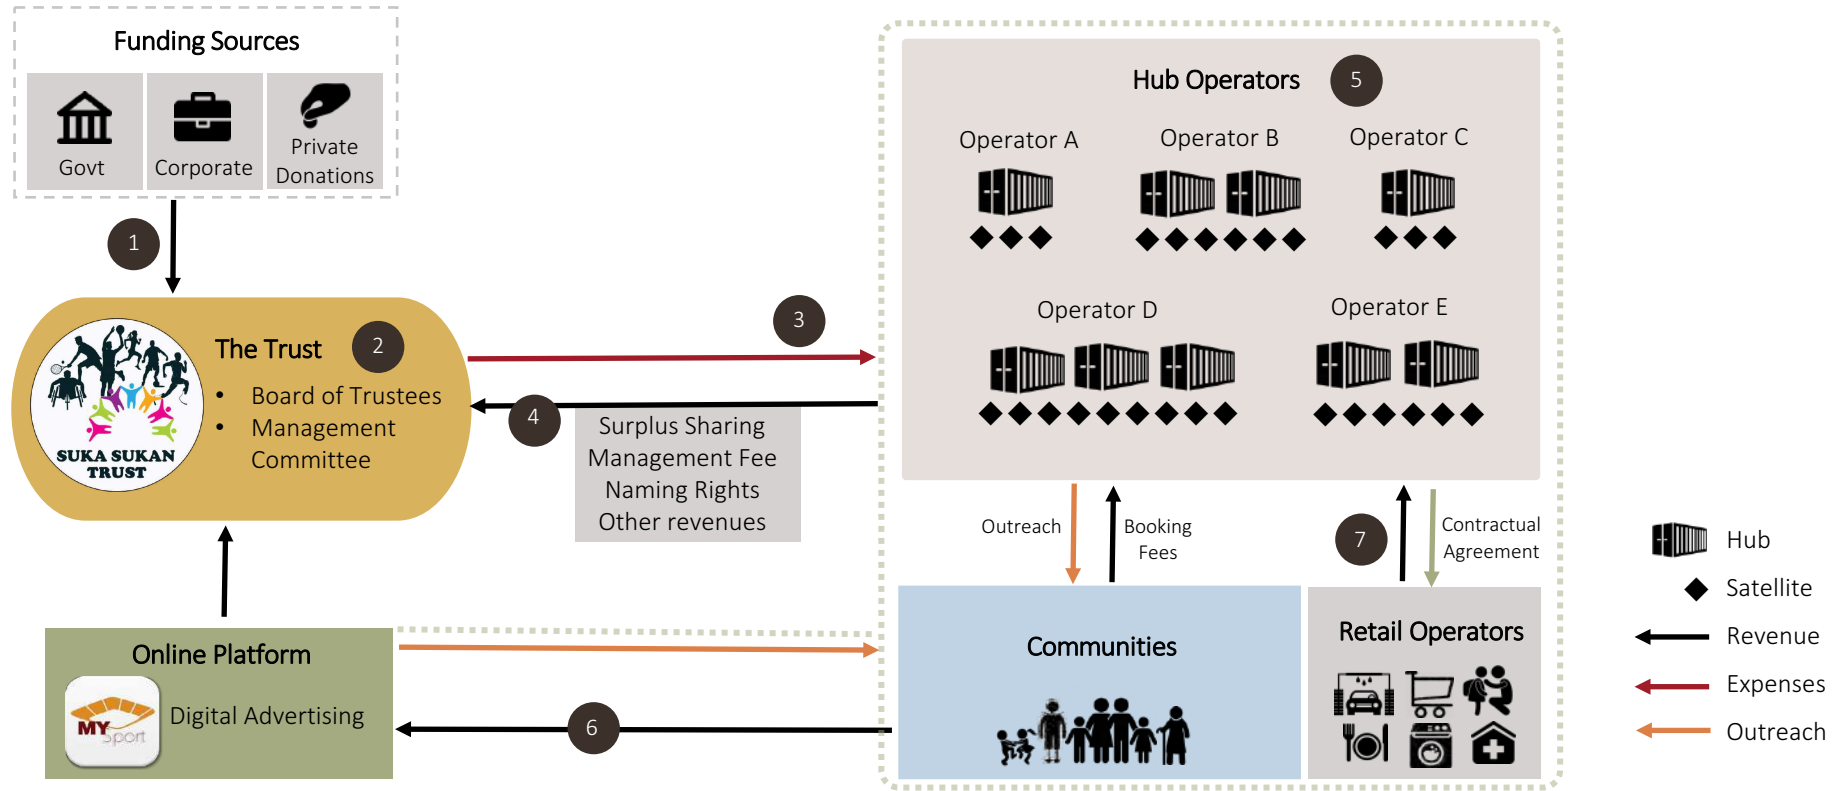 Funding Sources
Govt
Corporate
Private
Donations
1
The Trust
2
• Board of Trustees
• Management
Committee
SUKA SUKAN
TRUST
3
4
Surplus Sharing
Management Fee
Naming Rights
Other revenues
Hub Operators
5
Operator A
Operator B
Operator C
Operator D
Operator E
Outreach
Booking
Fees
7
Contractual
Agreement
Online Platform
MY
Sport
Digital Advertising
6
Communities
Retail Operators
Hub
Satellite
Revenue
Expenses
Outreach